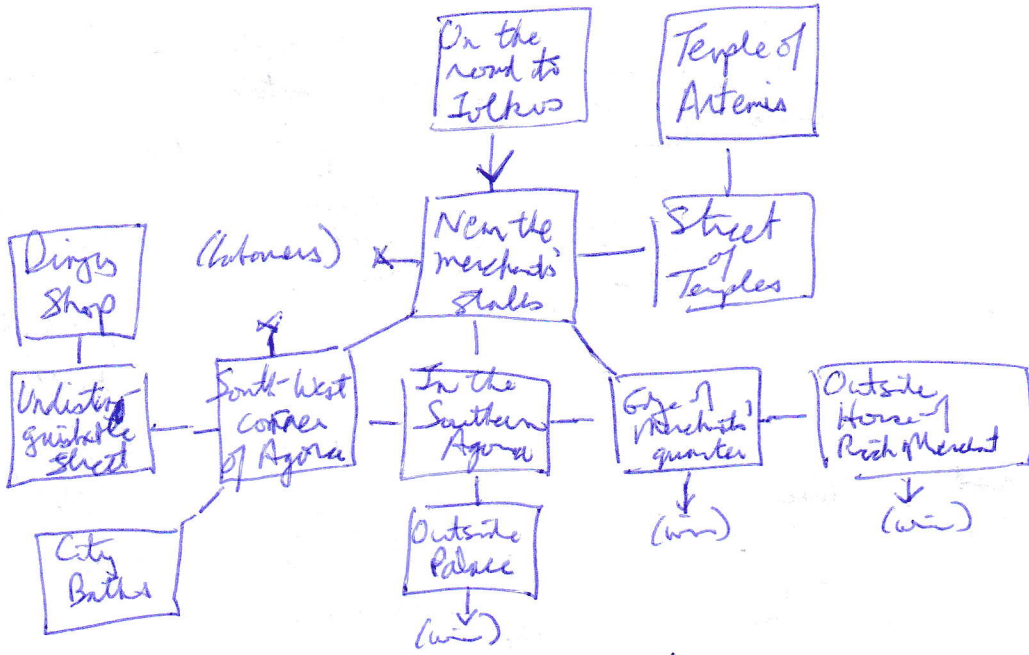 On the
road to
Iolkos
Temple of
Artemis
Near the
merchants'
stalls
Street
of
Temples
Dingy
Shop
South-West
corner
of Agora
In the
Southern
Agora
Edge of
Merchants'
quarter
Outside
House of
Rich Merchant
Undistin-
guishable
street
City
Baths
Outside
Palace
(win)
(win)
(win)